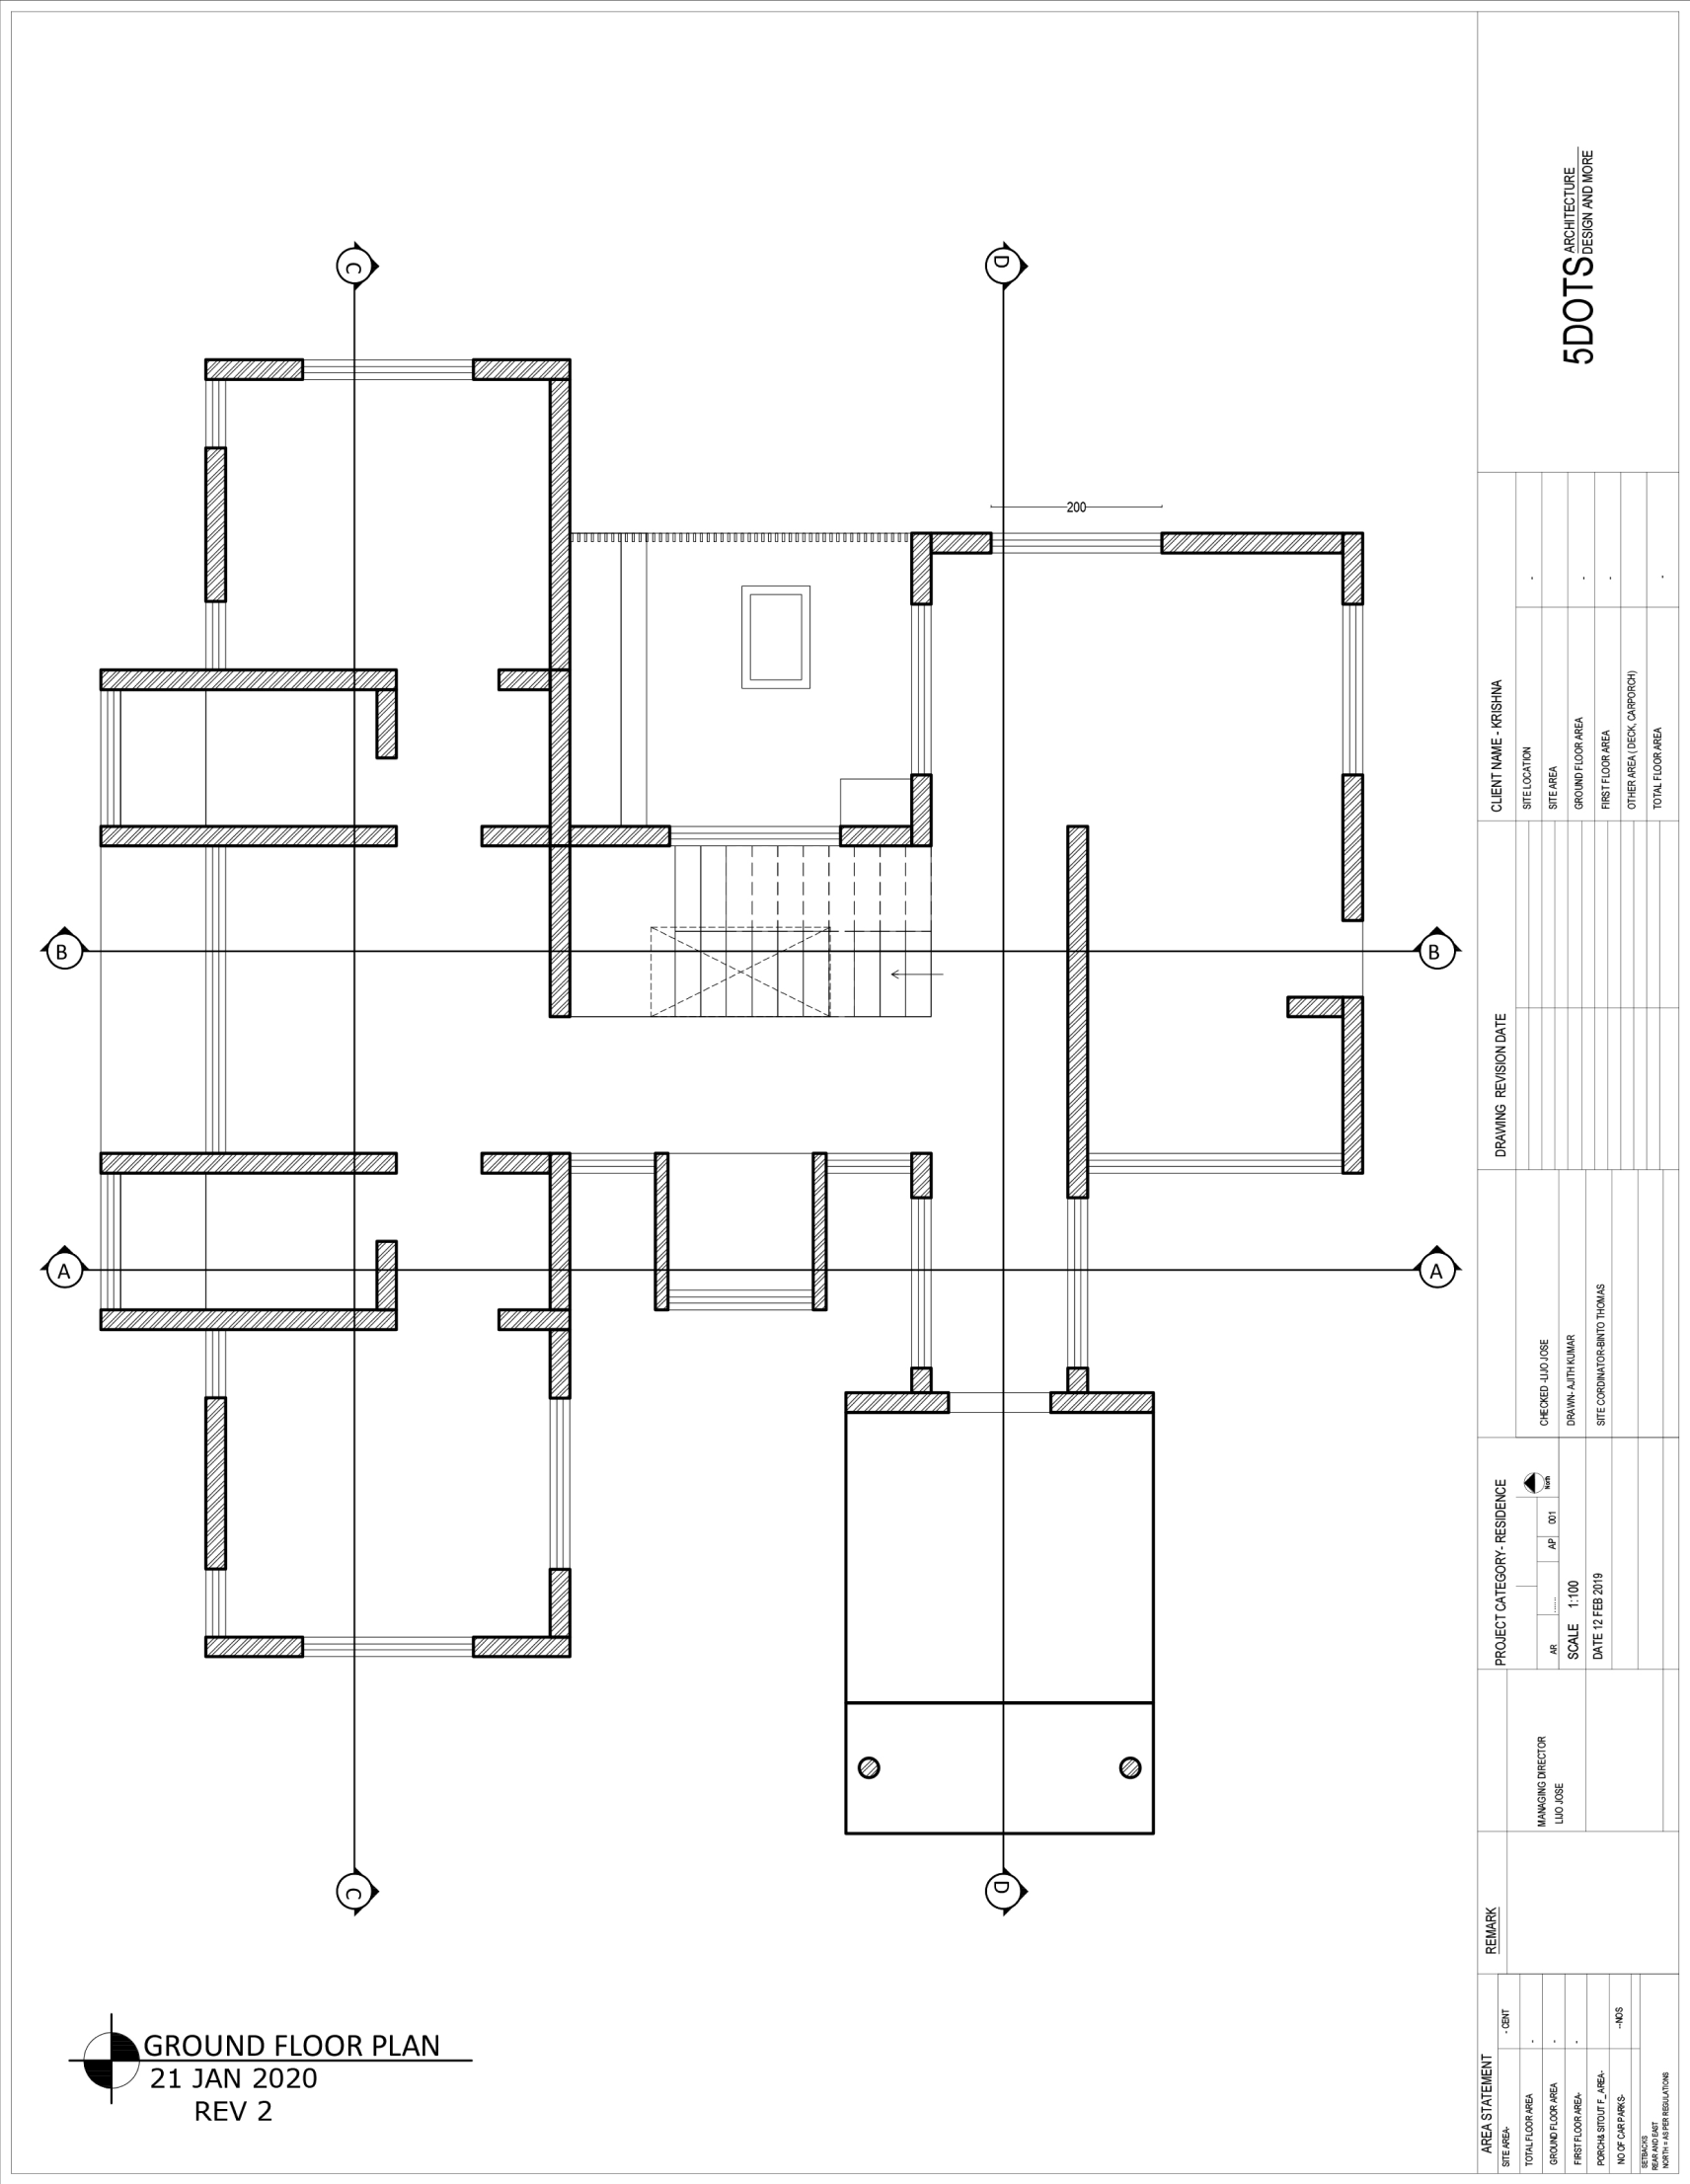 C
D
200
B
B
A
A
C
D
GROUND FLOOR PLAN
21 JAN 2020
REV 2
5DOTS
ARCHITECTURE
DESIGN AND MORE
CLIENT NAME - KRISHNA
SITE LOCATION -
SITE AREA
GROUND FLOOR AREA -
FIRST FLOOR AREA -
OTHER AREA ( DECK, CARPORCH)
TOTAL FLOOR AREA -
DRAWING REVISION DATE
CHECKED -LIJO JOSE
DRAWN- AJITH KUMAR
SITE CORDINATOR-BINTO THOMAS
PROJECT CATEGORY- RESIDENCE
North
AR ...... AP 001
SCALE 1:100
DATE 12 FEB 2019
MANAGING DIRECTOR
LIJO JOSE
REMARK
AREA STATEMENT
SITE AREA- - CENT
TOTAL FLOOR AREA -
GROUND FLOOR AREA -
FIRST FLOOR AREA- -
PORCH& SITOUT F_ AREA-
NO OF CAR PARKS- --NOS
SETBACKS
REAR AND EAST
NORTH = AS PER REGULATIONS